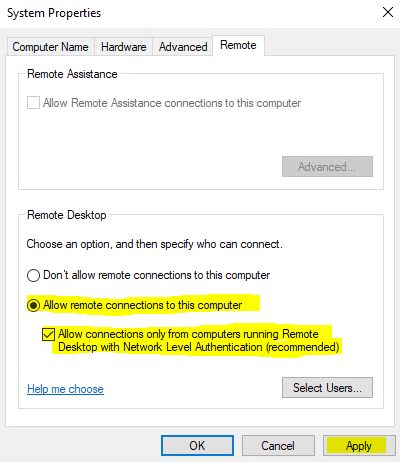 System Properties
Computer Name Hardware Advanced Remote
Remote Assistance
Allow Remote Assistance connections to this computer
Advanced...
Remote Desktop
Choose an option, and then specify who can connect.
Don't allow remote connections to this computer
Allow remote connections to this computer
Allow connections only from computers running Remote
Desktop with Network Level Authentication (recommended)
Help me choose Select Users...
OK Cancel Apply